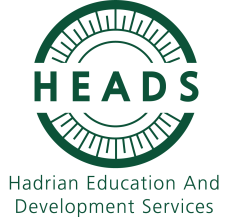 HEADS
Hadrian Education And
Development Services